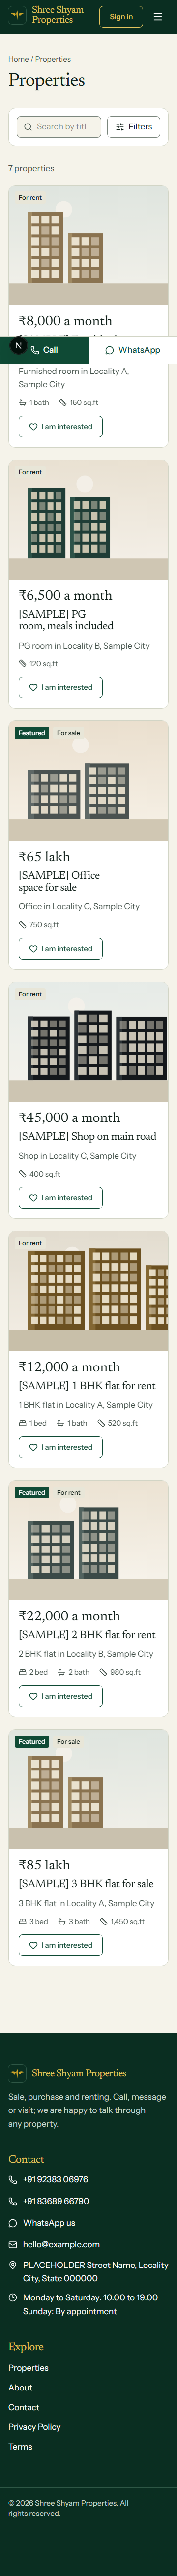 Shree Shyam
Properties
Sign in
Home / Properties
Properties
Search by titl
Filters
7 properties
For rent
₹8,000 a month
N
Call
WhatsApp
Furnished room in Locality A,
Sample City
1 bath
150 sq.ft
I am interested
For rent
₹6,500 a month
[SAMPLE] PG
room, meals included
PG room in Locality B, Sample City
120 sq.ft
I am interested
Featured
For sale
₹65 lakh
[SAMPLE] Office
space for sale
Office in Locality C, Sample City
750 sq.ft
I am interested
For rent
₹45,000 a month
[SAMPLE] Shop on main road
Shop in Locality C, Sample City
400 sq.ft
I am interested
For rent
₹12,000 a month
[SAMPLE] 1 BHK flat for rent
1 BHK flat in Locality A, Sample City
1 bed
1 bath
520 sq.ft
I am interested
Featured
For rent
₹22,000 a month
[SAMPLE] 2 BHK flat for rent
2 BHK flat in Locality B, Sample City
2 bed
2 bath
980 sq.ft
I am interested
Featured
For sale
₹85 lakh
[SAMPLE] 3 BHK flat for sale
3 BHK flat in Locality A, Sample City
3 bed
3 bath
1,450 sq.ft
I am interested
Shree Shyam Properties
Sale, purchase and renting. Call, message
or visit; we are happy to talk through
any property.
Contact
+91 92383 06976
+91 83689 66790
WhatsApp us
hello@example.com
PLACEHOLDER Street Name, Locality
City, State 000000
Monday to Saturday: 10:00 to 19:00
Sunday: By appointment
Explore
Properties
About
Contact
Privacy Policy
Terms
© 2026 Shree Shyam Properties. All
rights reserved.